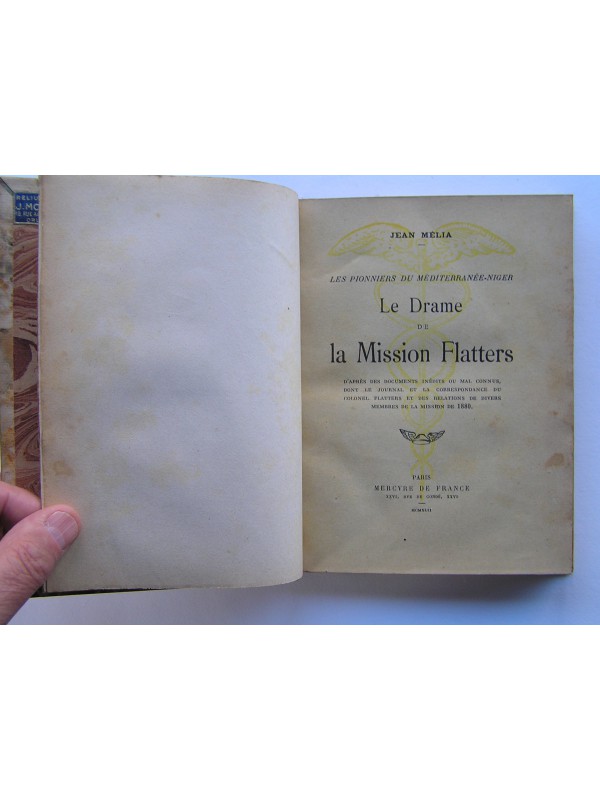 RELIU
J. MO
JEAN MÉLIA
LES PIONNIERS DU MÉDITERRANÉE-NIGER
Le Drame
DE
la Mission Flatters
D'APRÈS DES DOCUMENTS INÉDITS OU MAL CONNUS,
DONT LE JOURNAL ET LA CORRESPONDANCE DU
COLONEL FLATTERS ET DES RELATIONS DE DIVERS
MEMBRES DE LA MISSION DE 1880.
PARIS
MERCVRE DE FRANCE
XXVI, RVE DE CONDÉ, XXVI